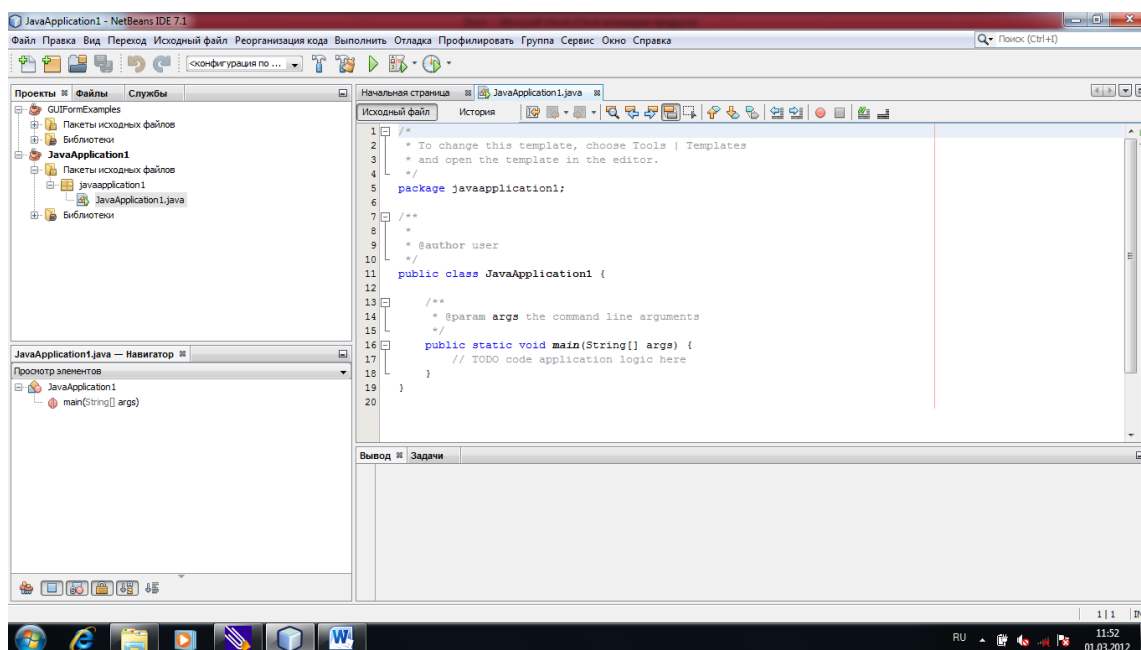 JavaApplication1 - NetBeans IDE 7.1
Файл Правка Вид Переход Исходный файл Реорганизация кода Выполнить Отладка Профилировать Группа Сервис Окно Справка
Поиск (Ctrl+I)
<конфигурация по ...
Проекты Файлы Службы
GUIFormExamples
Пакеты исходных файлов
Библиотеки
JavaApplication1
Пакеты исходных файлов
javaapplication1
JavaApplication1.java
Библиотеки
JavaApplication1.java — Навигатор
Просмотр элементов
JavaApplication1
main(String[] args)
Начальная страница JavaApplication1.java
Исходный файл История
1 /*
2 * To change this template, choose Tools | Templates
3 * and open the template in the editor.
4 */
5 package javaapplication1;
6
7 /**
8 *
9 * @author user
10 */
11 public class JavaApplication1 {
12
13 /**
14 * @param args the command line arguments
15 */
16 public static void main(String[] args) {
17 // TODO code application logic here
18 }
19 }
20
Вывод Задачи
1 | 1
RU
11:52
01.03.2012